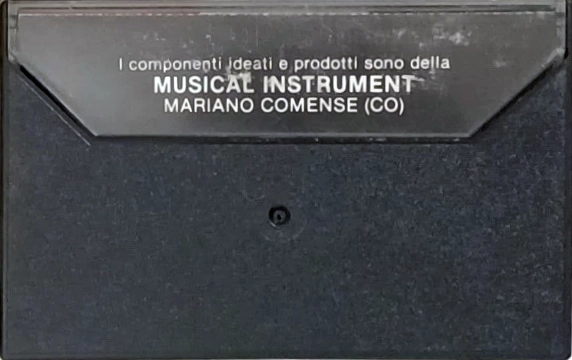 I componenti ideati e prodotti sono della
MUSICAL INSTRUMENT
MARIANO COMENSE (CO)